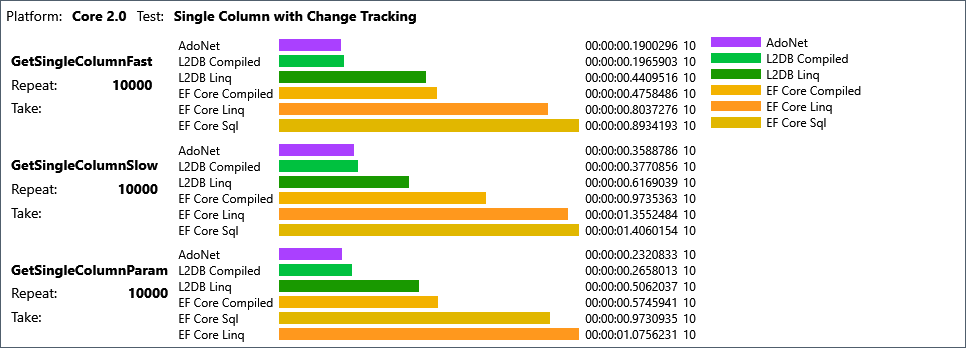 Platform: Core 2.0 Test: Single Column with Change Tracking
GetSingleColumnFast
Repeat: 10000
Take:
AdoNet 00:00:00.1900296 10
L2DB Compiled 00:00:00.1965903 10
L2DB Linq 00:00:00.4409516 10
EF Core Compiled 00:00:00.4758486 10
EF Core Linq 00:00:00.8037276 10
EF Core Sql 00:00:00.8934193 10
AdoNet
L2DB Compiled
L2DB Linq
EF Core Compiled
EF Core Linq
EF Core Sql
GetSingleColumnSlow
Repeat: 10000
Take:
AdoNet 00:00:00.3588786 10
L2DB Compiled 00:00:00.3770856 10
L2DB Linq 00:00:00.6169039 10
EF Core Compiled 00:00:00.9735363 10
EF Core Linq 00:00:01.3552484 10
EF Core Sql 00:00:01.4060154 10
GetSingleColumnParam
Repeat: 10000
Take:
AdoNet 00:00:00.2320833 10
L2DB Compiled 00:00:00.2658013 10
L2DB Linq 00:00:00.5062037 10
EF Core Compiled 00:00:00.5745941 10
EF Core Sql 00:00:00.9730935 10
EF Core Linq 00:00:01.0756231 10